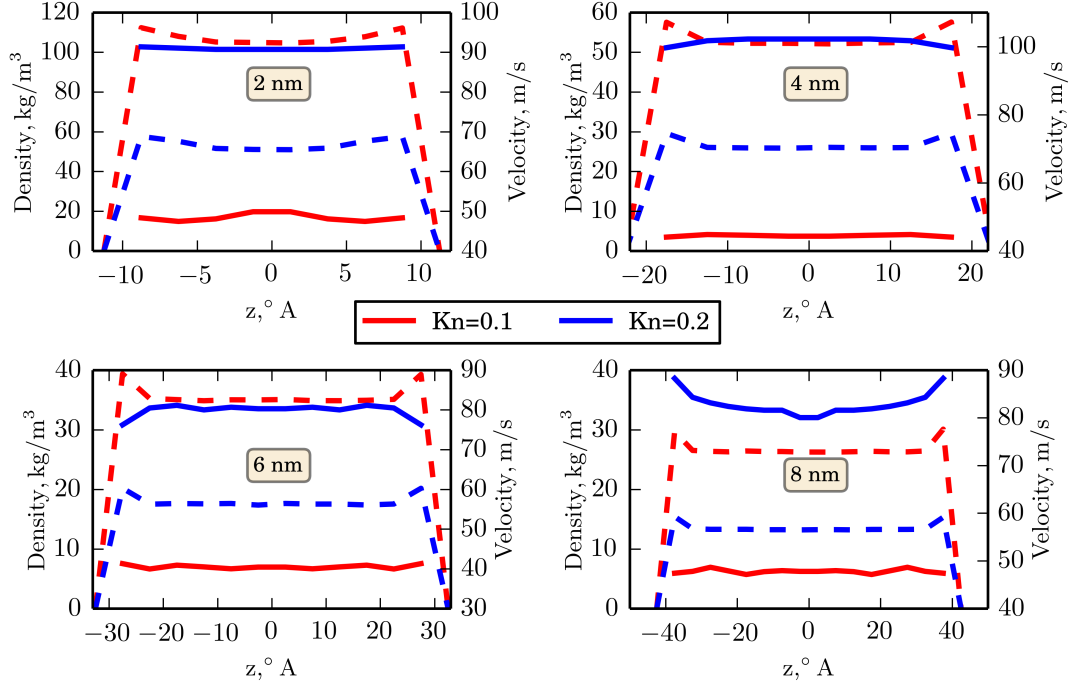 120
100
80
60
40
20
0
Density, kg/m³
100
90
80
70
60
50
40
Velocity, m/s
2 nm
−10 −5 0 5 10
z,° A
60
50
40
30
20
10
0
Density, kg/m³
100
80
60
40
Velocity, m/s
4 nm
−20 −10 0 10 20
z,° A
Kn=0.1 Kn=0.2
40
30
20
10
0
Density, kg/m³
90
80
70
60
50
40
30
Velocity, m/s
6 nm
−30 −20 −10 0 10 20 30
z,° A
40
30
20
10
0
Density, kg/m³
90
80
70
60
50
40
Velocity, m/s
8 nm
−40 −20 0 20 40
z,° A